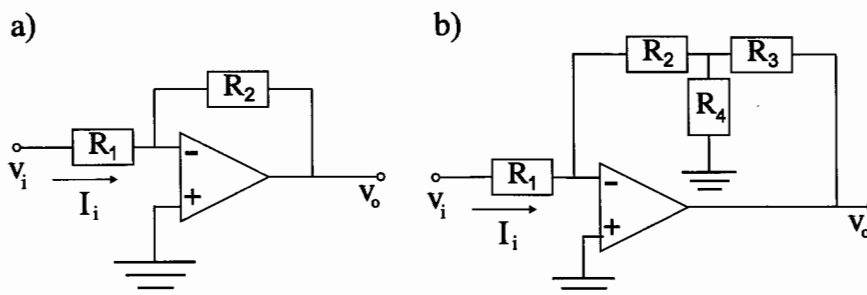 a)
R₂
R₁
-
+
vᵢ
Iᵢ
vₒ
b)
R₂
R₃
R₄
R₁
-
+
vᵢ
Iᵢ
vₒ